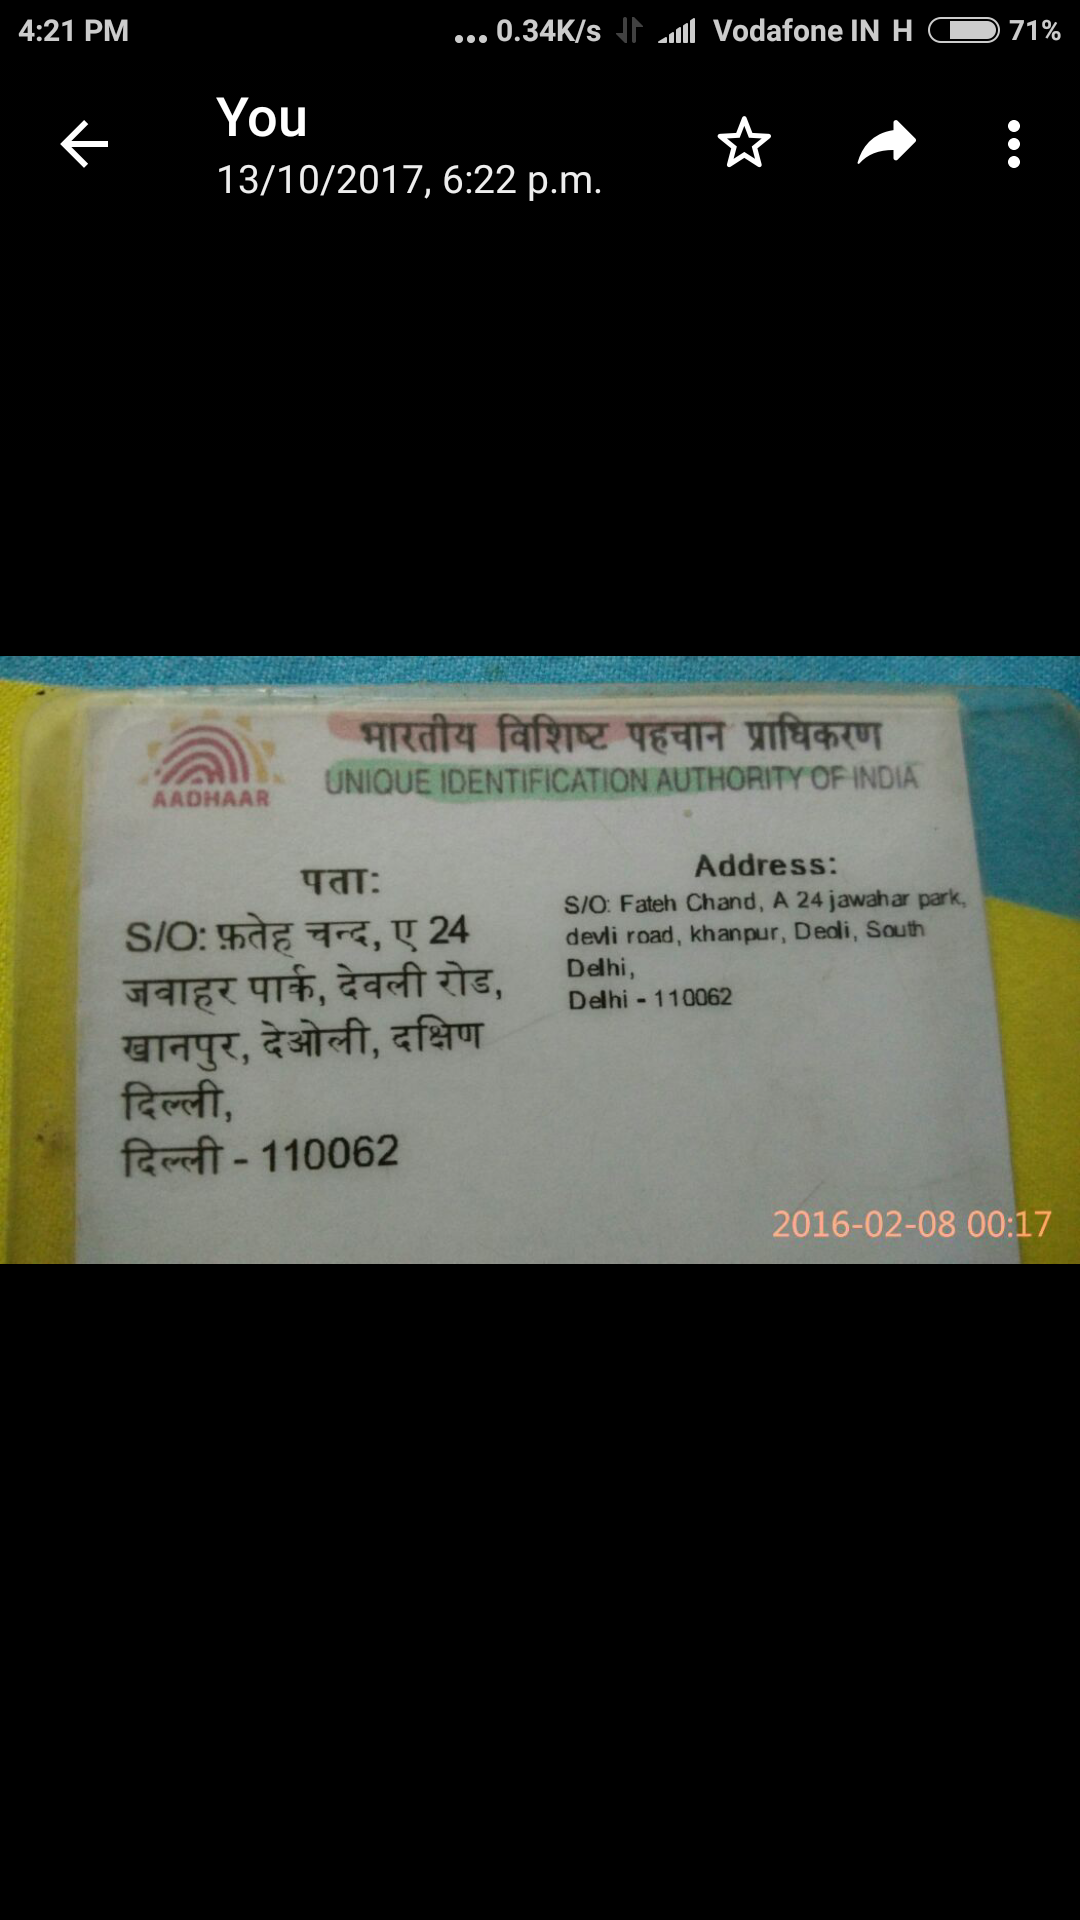 4:21 PM ... 0.34K/s Vodafone IN H 71%
You
13/10/2017, 6:22 p.m.
भारतीय विशिष्ट पहचान प्राधिकरण
UNIQUE IDENTIFICATION AUTHORITY OF INDIA
AADHAAR
पता:
S/O: फ़तेह चन्द, ए 24
जवाहर पार्क, देवली रोड,
खानपुर, देओली, दक्षिण
दिल्ली,
दिल्ली - 110062
Address:
S/O: Fateh Chand, A 24 jawahar park,
devli road, khanpur, Deoli, South
Delhi,
Delhi - 110062
2016-02-08 00:17